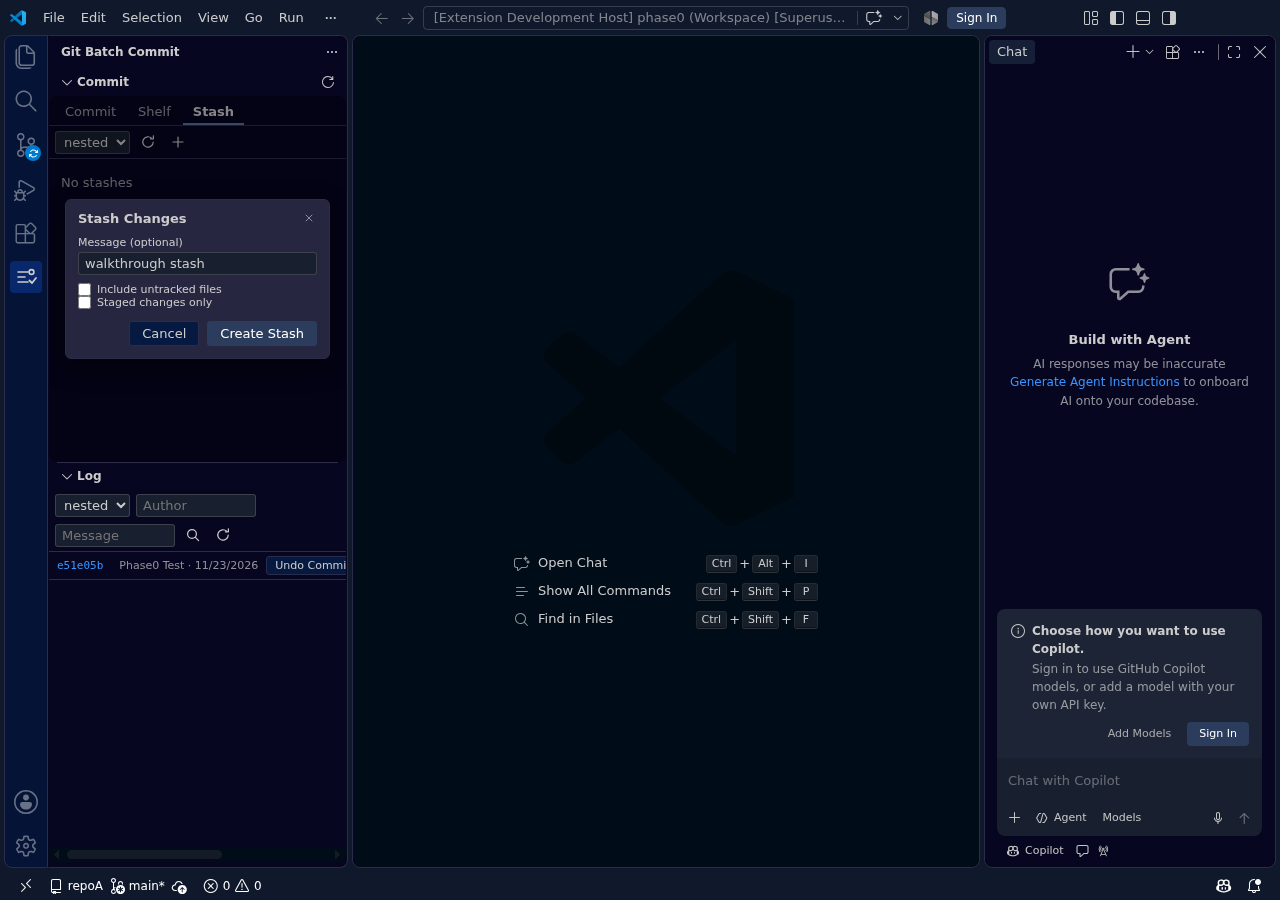 File Edit Selection View Go Run ···
[Extension Development Host] phase0 (Workspace) [Superus...
Sign In
Git Batch Commit
Commit
Commit Shelf Stash
nested
No stashes
Stash Changes
Message (optional)
walkthrough stash
Include untracked files
Staged changes only
Cancel Create Stash
Log
nested Author
Message
e51e05b Phase0 Test · 11/23/2026 Undo Commi
Open Chat Ctrl + Alt + I
Show All Commands Ctrl + Shift + P
Find in Files Ctrl + Shift + F
Chat
Build with Agent
AI responses may be inaccurate
Generate Agent Instructions to onboard
AI onto your codebase.
Choose how you want to use
Copilot.
Sign in to use GitHub Copilot
models, or add a model with your
own API key.
Add Models Sign In
Chat with Copilot
Agent Models
Copilot
repoA main* 0 0